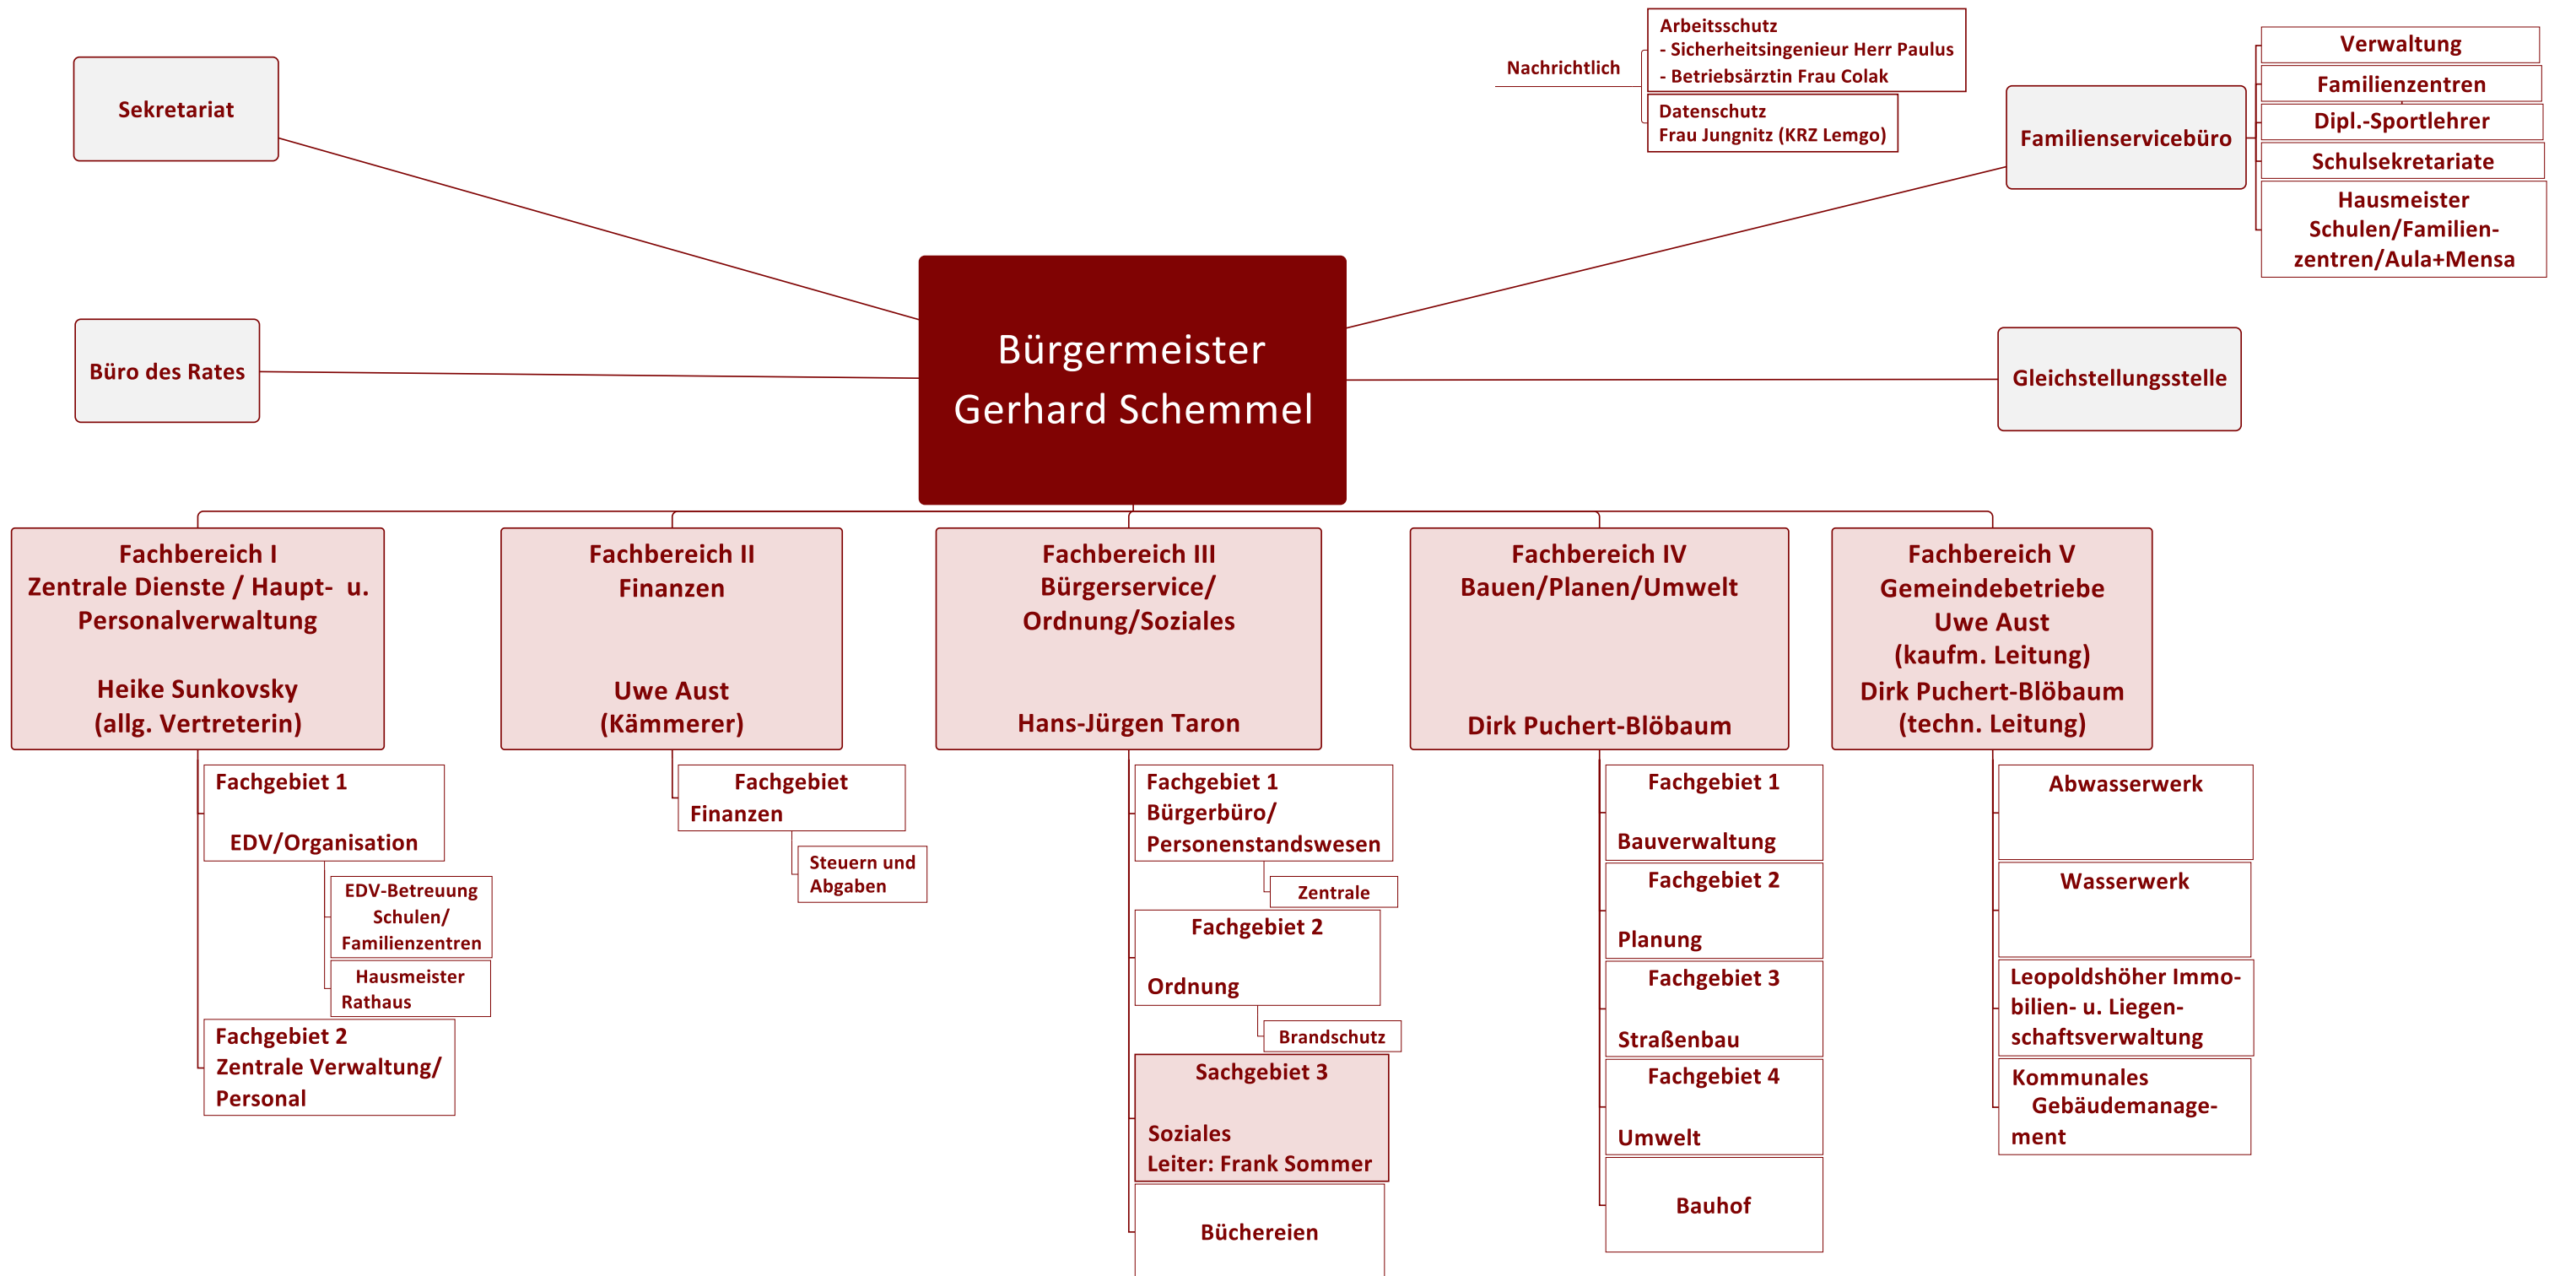 Sekretariat
Büro des Rates
Nachrichtlich
Arbeitsschutz
- Sicherheitsingenieur Herr Paulus
- Betriebsärztin Frau Colak
Datenschutz
Frau Jungnitz (KRZ Lemgo)
Familienservicebüro
Verwaltung
Familienzentren
Dipl.-Sportlehrer
Schulsekretariate
Hausmeister
Schulen/Familien-
zentren/Aula+Mensa
Bürgermeister
Gerhard Schemmel
Gleichstellungsstelle
Fachbereich I
Zentrale Dienste / Haupt- u.
Personalverwaltung
Heike Sunkovsky
(allg. Vertreterin)
Fachgebiet 1
EDV/Organisation
EDV-Betreuung
Schulen/
Familienzentren
Hausmeister
Rathaus
Fachgebiet 2
Zentrale Verwaltung/
Personal
Fachbereich II
Finanzen
Uwe Aust
(Kämmerer)
Fachgebiet
Finanzen
Steuern und
Abgaben
Fachbereich III
Bürgerservice/
Ordnung/Soziales
Hans-Jürgen Taron
Fachgebiet 1
Bürgerbüro/
Personenstandswesen
Zentrale
Fachgebiet 2
Ordnung
Brandschutz
Sachgebiet 3
Soziales
Leiter: Frank Sommer
Büchereien
Fachbereich IV
Bauen/Planen/Umwelt
Dirk Puchert-Blöbaum
Fachgebiet 1
Bauverwaltung
Fachgebiet 2
Planung
Fachgebiet 3
Straßenbau
Fachgebiet 4
Umwelt
Bauhof
Fachbereich V
Gemeindebetriebe
Uwe Aust
(kaufm. Leitung)
Dirk Puchert-Blöbaum
(techn. Leitung)
Abwasserwerk
Wasserwerk
Leopoldshöher Immo-
bilien- u. Liegen-
schaftsverwaltung
Kommunales
Gebäudemanage-
ment